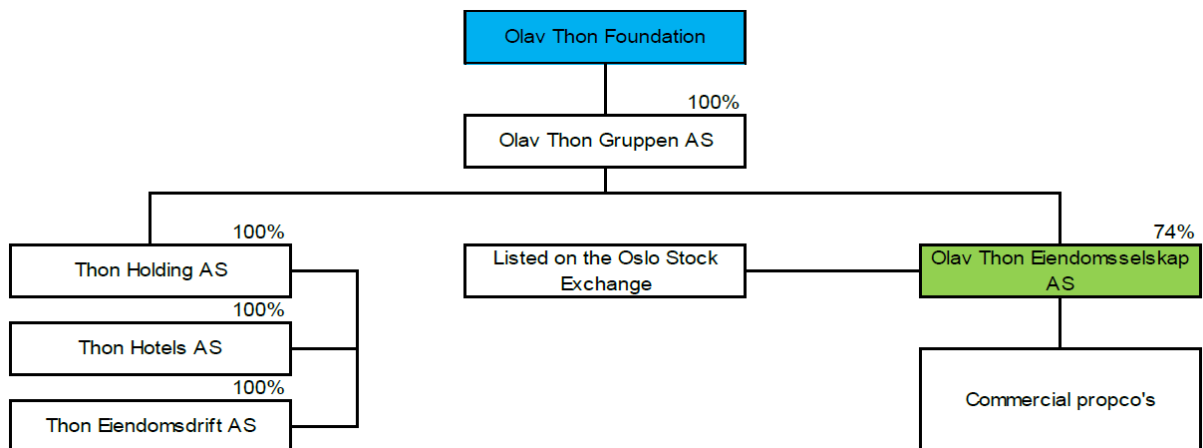 Olav Thon Foundation
100%
Olav Thon Gruppen AS
100%
Thon Holding AS
Listed on the Oslo Stock
Exchange
74%
Olav Thon Eiendomsselskap
AS
100%
Thon Hotels AS
100%
Thon Eiendomsdrift AS
Commercial propco's